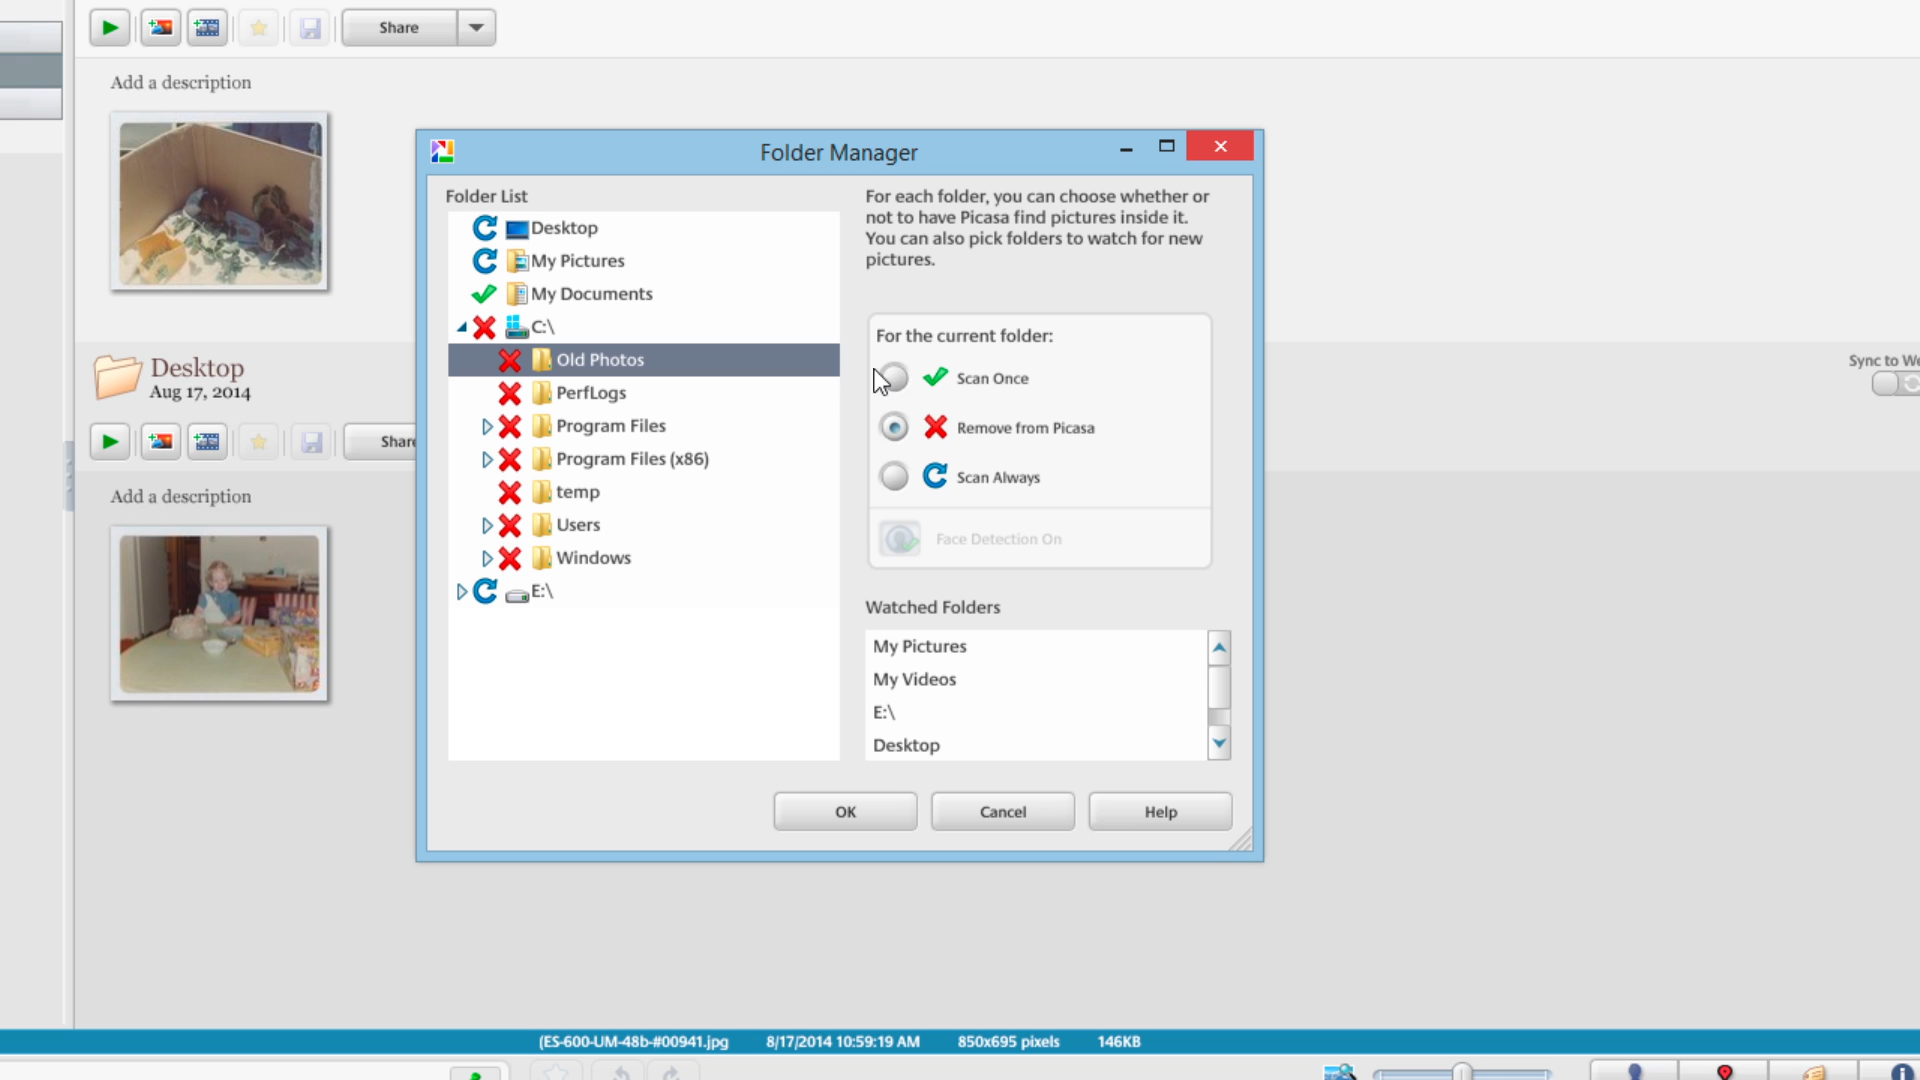 Share
Add a description
Folder Manager
Folder List
Desktop
My Pictures
My Documents
C:\
Old Photos
PerfLogs
Program Files
Program Files (x86)
temp
Users
Windows
E:\
For each folder, you can choose whether or
not to have Picasa find pictures inside it.
You can also pick folders to watch for new
pictures.
For the current folder:
Scan Once
Remove from Picasa
Scan Always
Face Detection On
Watched Folders
My Pictures
My Videos
E:\
Desktop
OK
Cancel
Help
Desktop
Aug 17, 2014
Sync to We
Share
Add a description
(ES-600-UM-48b-#00941.jpg 8/17/2014 10:59:19 AM 850x695 pixels 146KB